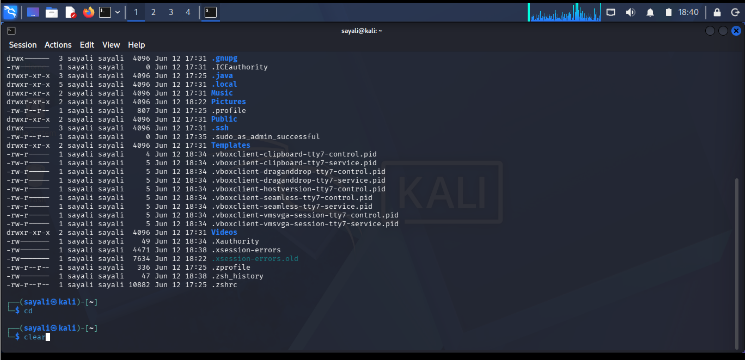 1 2 3 4
18:40
sayali@kali: ~
Session Actions Edit View Help
drwx------ 3 sayali sayali 4096 Jun 12 17:31 .gnupg
-rw------- 1 sayali sayali 0 Jun 12 17:31 .ICEauthority
drwxr-xr-x 3 sayali sayali 4096 Jun 12 17:25 .java
drwxr-xr-x 5 sayali sayali 4096 Jun 12 17:31 .local
drwxr-xr-x 2 sayali sayali 4096 Jun 12 17:31 Music
drwxr-xr-x 2 sayali sayali 4096 Jun 12 18:22 Pictures
-rw-r--r-- 1 sayali sayali 807 Jun 12 17:25 .profile
drwxr-xr-x 2 sayali sayali 4096 Jun 12 17:31 Public
drwx------ 3 sayali sayali 4096 Jun 12 17:31 .ssh
-rw-r--r-- 1 sayali sayali 0 Jun 12 17:35 .sudo_as_admin_successful
drwxr-xr-x 2 sayali sayali 4096 Jun 12 17:31 Templates
-rw-r----- 1 sayali sayali 4 Jun 12 18:34 .vboxclient-clipboard-tty7-control.pid
-rw-r----- 1 sayali sayali 5 Jun 12 18:34 .vboxclient-clipboard-tty7-service.pid
-rw-r----- 1 sayali sayali 5 Jun 12 18:34 .vboxclient-draganddrop-tty7-control.pid
-rw-r----- 1 sayali sayali 5 Jun 12 18:34 .vboxclient-draganddrop-tty7-service.pid
-rw-r----- 1 sayali sayali 5 Jun 12 18:34 .vboxclient-hostversion-tty7-control.pid
-rw-r----- 1 sayali sayali 5 Jun 12 18:34 .vboxclient-seamless-tty7-control.pid
-rw-r----- 1 sayali sayali 5 Jun 12 18:34 .vboxclient-seamless-tty7-service.pid
-rw-r----- 1 sayali sayali 5 Jun 12 18:34 .vboxclient-vmsvga-session-tty7-control.pid
-rw-r----- 1 sayali sayali 5 Jun 12 18:34 .vboxclient-vmsvga-session-tty7-service.pid
drwxr-xr-x 2 sayali sayali 4096 Jun 12 17:31 Videos
-rw------- 1 sayali sayali 49 Jun 12 18:34 .Xauthority
-rw------- 1 sayali sayali 4471 Jun 12 18:38 .xsession-errors
-rw------- 1 sayali sayali 7634 Jun 12 18:22 .xsession-errors.old
-rw-r--r-- 1 sayali sayali 336 Jun 12 17:25 .zprofile
-rw------- 1 sayali sayali 47 Jun 12 18:38 .zsh_history
-rw-r--r-- 1 sayali sayali 10882 Jun 12 17:25 .zshrc
KALI
┌──(sayali㉿kali)-[~]
└─$ cd
┌──(sayali㉿kali)-[~]
└─$ clear